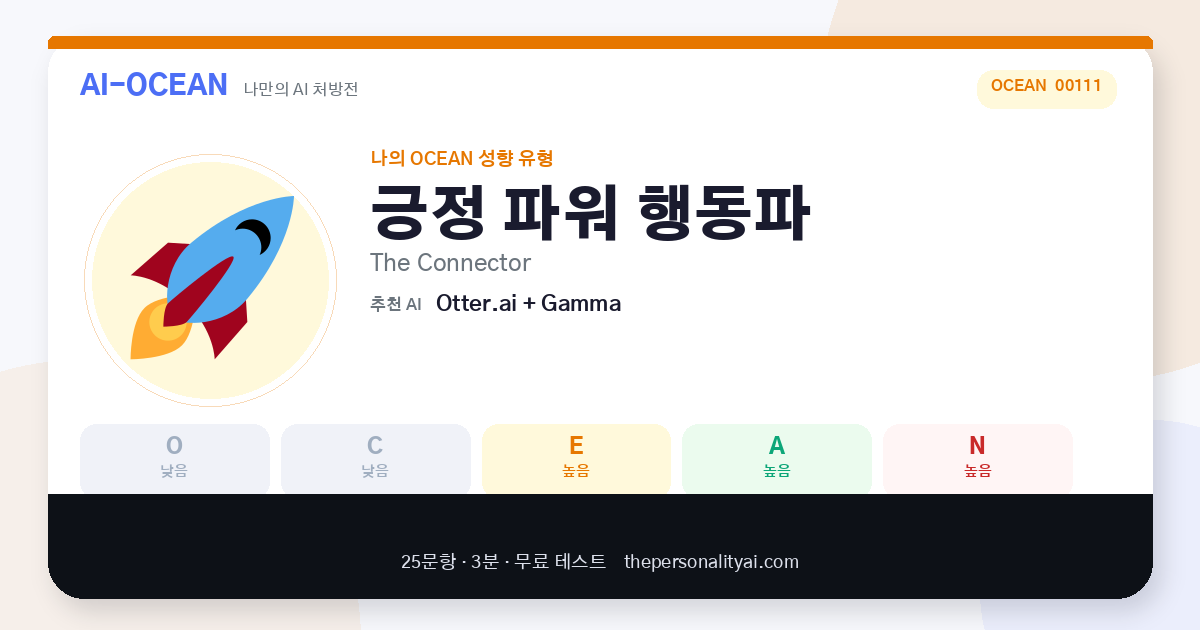 AI-OCEAN 나만의 AI 처방전
OCEAN 00111
나의 OCEAN 성향 유형
긍정 파워 행동파
The Connector
추천 AI Otter.ai + Gamma
O
낮음
C
낮음
E
높음
A
높음
N
높음
25문항 · 3분 · 무료 테스트 thepersonalityai.com